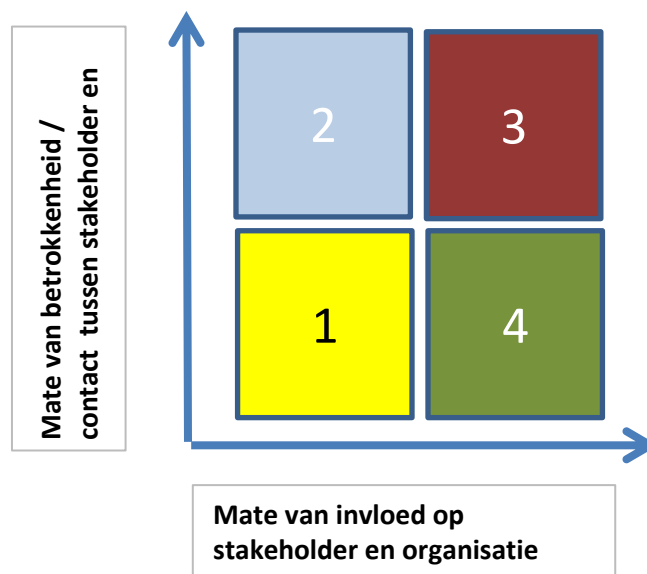 Mate van betrokkenheid /
contact tussen stakeholder en
2
3
1
4
Mate van invloed op
stakeholder en organisatie